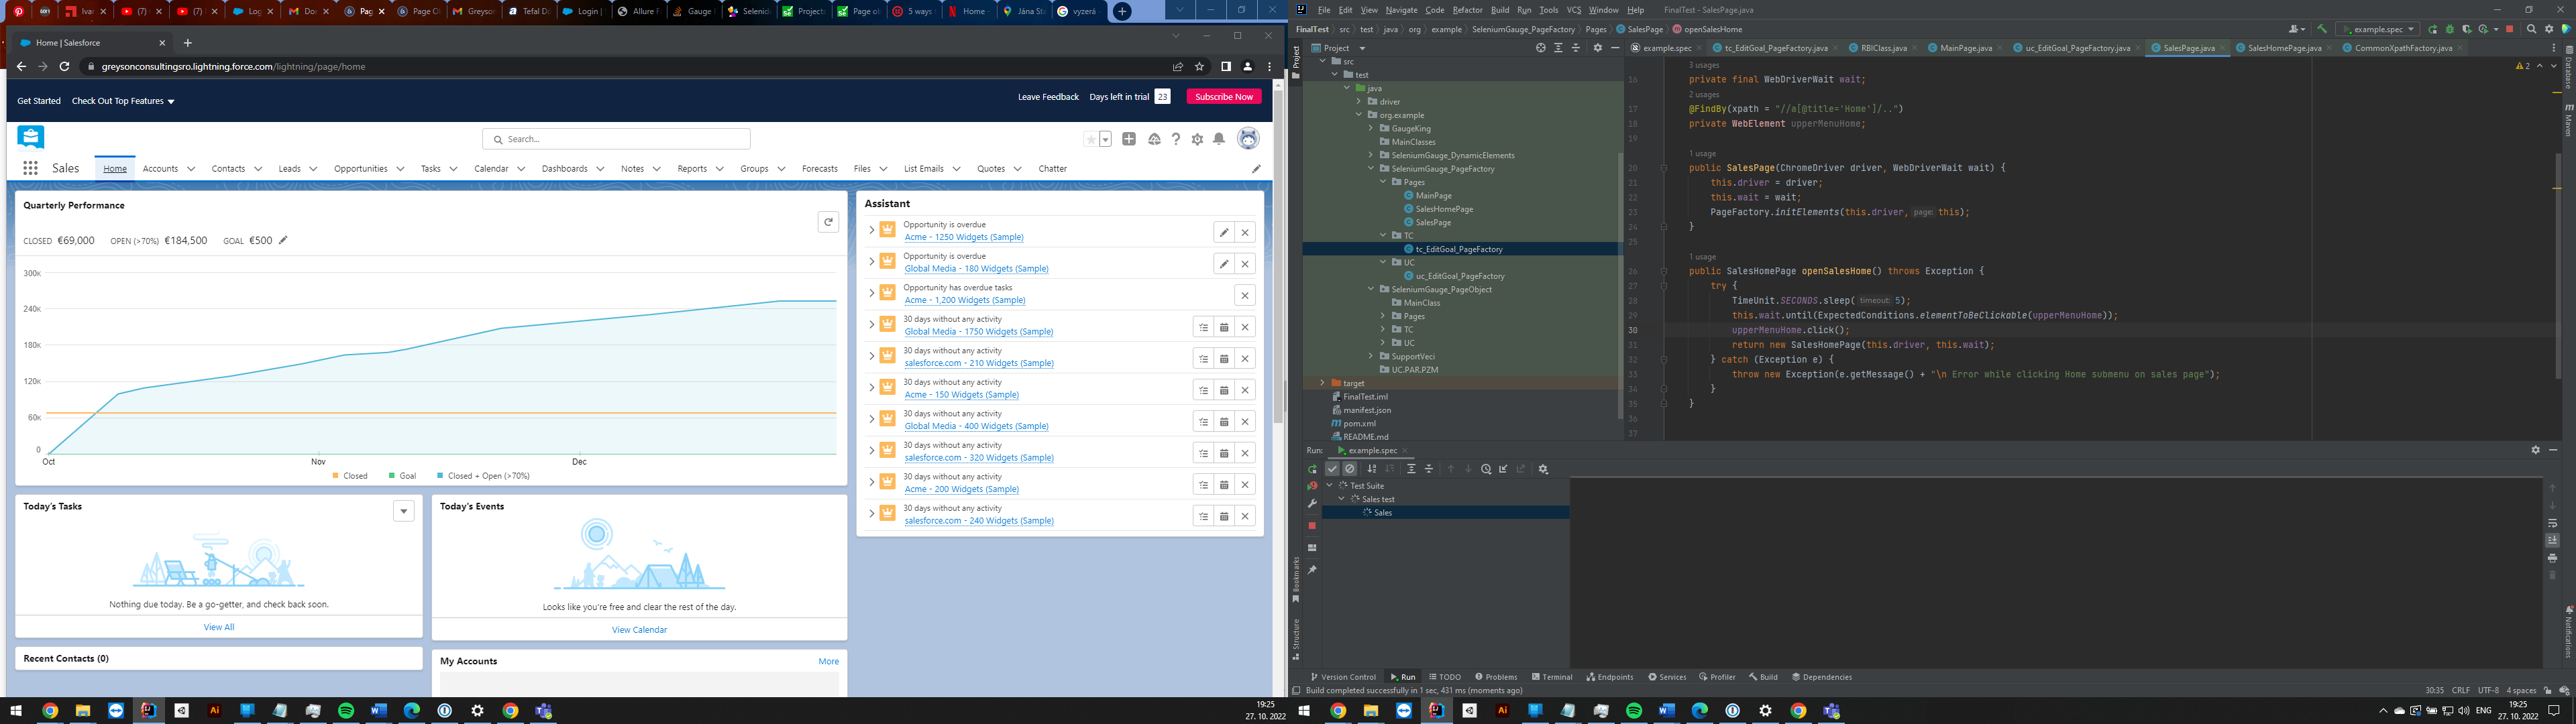 Home | Salesforce
greysonconsultingsro.lightning.force.com/lightning/page/home
Get Started Check Out Top Features
Leave Feedback Days left in trial 23 Subscribe Now
Search...
Sales Home Accounts Contacts Leads Opportunities Tasks Calendar Dashboards Notes Reports Groups Forecasts Files List Emails Quotes Chatter
Quarterly Performance
CLOSED €69,000 OPEN (>70%) €184,500 GOAL €500
300K
240K
180K
120K
60K
0
Oct Nov Dec
Closed Goal Closed + Open (>70%)
Assistant
Opportunity is overdue
Acme - 1250 Widgets (Sample)
Opportunity is overdue
Global Media - 180 Widgets (Sample)
Opportunity has overdue tasks
Acme - 1,200 Widgets (Sample)
30 days without any activity
Global Media - 1750 Widgets (Sample)
30 days without any activity
salesforce.com - 210 Widgets (Sample)
30 days without any activity
Acme - 150 Widgets (Sample)
30 days without any activity
Global Media - 400 Widgets (Sample)
30 days without any activity
salesforce.com - 320 Widgets (Sample)
30 days without any activity
Acme - 200 Widgets (Sample)
30 days without any activity
salesforce.com - 240 Widgets (Sample)
Today's Tasks
Nothing due today. Be a go-getter, and check back soon.
View All
Today's Events
Looks like you're free and clear the rest of the day.
View Calendar
Recent Contacts (0)
My Accounts More
19:25
27. 10. 2022
File Edit View Navigate Code Refactor Build Run Tools VCS Window Help FinalTest - SalesPage.java
FinalTest src test java org example SeleniumGauge_PageFactory Pages SalesPage openSalesHome
example.spec
Project
example.spec tc_EditGoal_PageFactory.java RBIClass.java MainPage.java uc_EditGoal_PageFactory.java SalesPage.java SalesHomePage.java CommonXpathFactory.java
src
test
java
driver
org.example
GaugeKing
MainClasses
SeleniumGauge_DynamicElements
SeleniumGauge_PageFactory
Pages
MainPage
SalesHomePage
SalesPage
TC
tc_EditGoal_PageFactory
UC
uc_EditGoal_PageFactory
SeleniumGauge_PageObject
MainClass
Pages
TC
UC
SupportVeci
UC.PAR.PZM
target
FinalTest.iml
manifest.json
pom.xml
README.md
3 usages
16 private final WebDriverWait wait;
2 usages
17 @FindBy(xpath = "//a[@title='Home']/..")
18 private WebElement upperMenuHome;
19
1 usage
20 public SalesPage(ChromeDriver driver, WebDriverWait wait) {
21 this.driver = driver;
22 this.wait = wait;
23 PageFactory.initElements(this.driver, page: this);
24 }
25
1 usage
26 public SalesHomePage openSalesHome() throws Exception {
27 try {
28 TimeUnit.SECONDS.sleep( timeout: 5);
29 this.wait.until(ExpectedConditions.elementToBeClickable(upperMenuHome));
30 upperMenuHome.click();
31 return new SalesHomePage(this.driver, this.wait);
32 } catch (Exception e) {
33 throw new Exception(e.getMessage() + "\n Error while clicking Home submenu on sales page");
34 }
35 }
36
37
2
Database
Maven
Notifications
Project
Bookmarks
Structure
Run: example.spec
Test Suite
Sales test
Sales
Version Control Run TODO Problems Terminal Endpoints Services Profiler Build Dependencies
Build completed successfully in 1 sec, 431 ms (moments ago)
30:35 CRLF UTF-8 4 spaces
ENG
19:25
27. 10. 2022